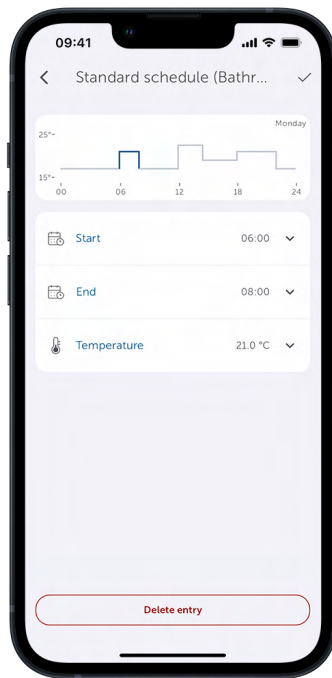 09:41
Standard schedule (Bathr...
Monday
25°-
15°-
00 06 12 18 24
Start 06:00
End 08:00
Temperature 21.0 °C
Delete entry